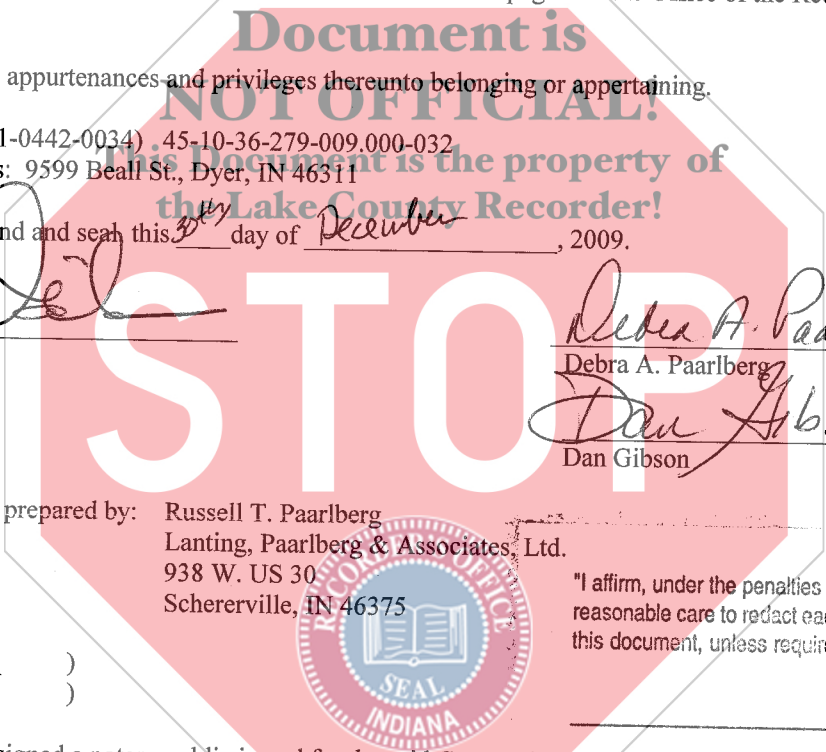 Document is
appurtenances and privileges thereunto belonging or appertaining.
NOT OFFICIAL!
1-0442-0034) 45-10-36-279-009.000-032
This Document is the property of
s: 9599 Beall St., Dyer, IN 46311
the Lake County Recorder!
nd and seal, this 30th day of December, 2009.
STOP
Debra A. Paa
Debra A. Paarlberg
Dan Gib
Dan Gibson
prepared by: Russell T. Paarlberg
Lanting, Paarlberg & Associates, Ltd.
938 W. US 30
Schererville, IN 46375
"I affirm, under the penalties
reasonable care to redact ea
this document, unless requir
)
)
RECORDER'S OFFICE
SEAL
INDIANA